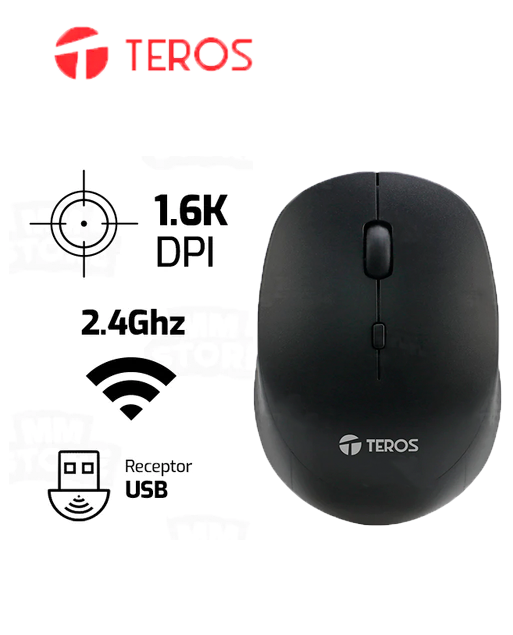 TEROS
1.6K
DPI
2.4Ghz
Receptor
USB
TEROS